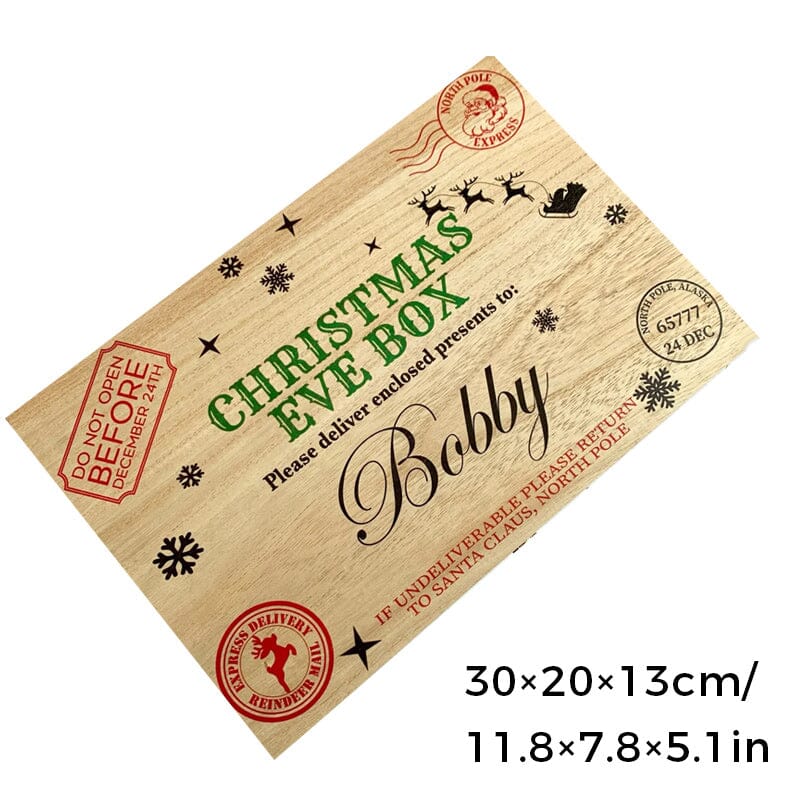 NORTH POLE
EXPRESS
CHRISTMAS
EVE BOX
Please deliver enclosed presents to:
Bobby
NORTH POLE, ALASKA
65777
24 DEC
DO NOT OPEN
BEFORE
DECEMBER 24TH
IF UNDELIVERABLE PLEASE RETURN
TO SANTA CLAUS, NORTH POLE
EXPRESS DELIVERY
REINDEER MAIL
30×20×13cm/
11.8×7.8×5.1in